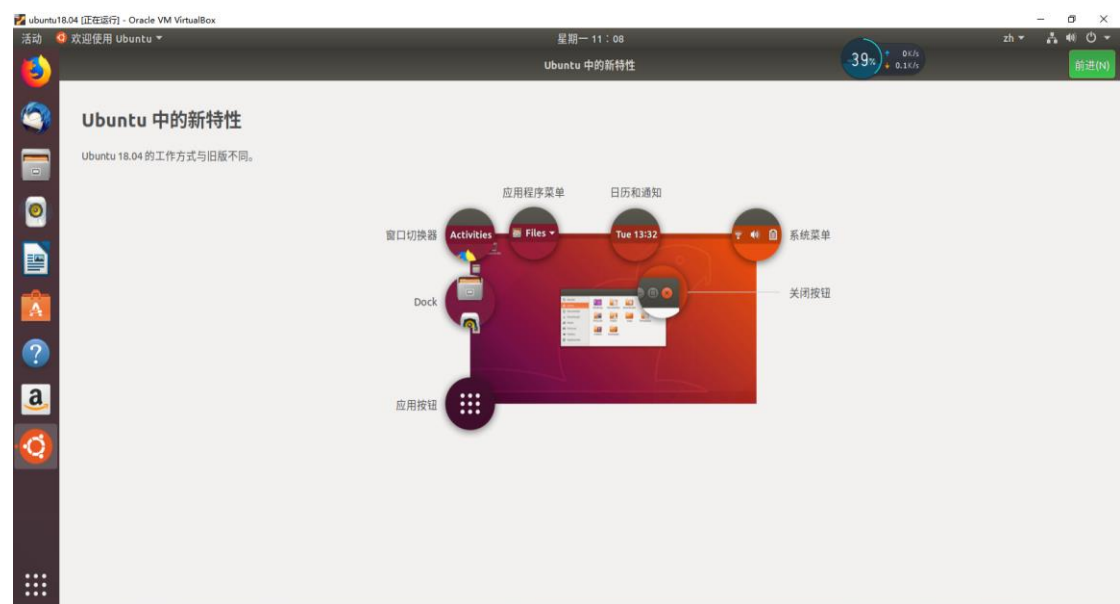 ubuntu18.04 [正在运行] - Oracle VM VirtualBox
活动 欢迎使用 Ubuntu 星期一 11：08 zh
Ubuntu 中的新特性 39% 0K/s 0.1K/s 前进(N)
Ubuntu 中的新特性
Ubuntu 18.04 的工作方式与旧版不同。
应用程序菜单 日历和通知
窗口切换器 Activities Files Tue 13:32 系统菜单
Dock 关闭按钮
应用按钮